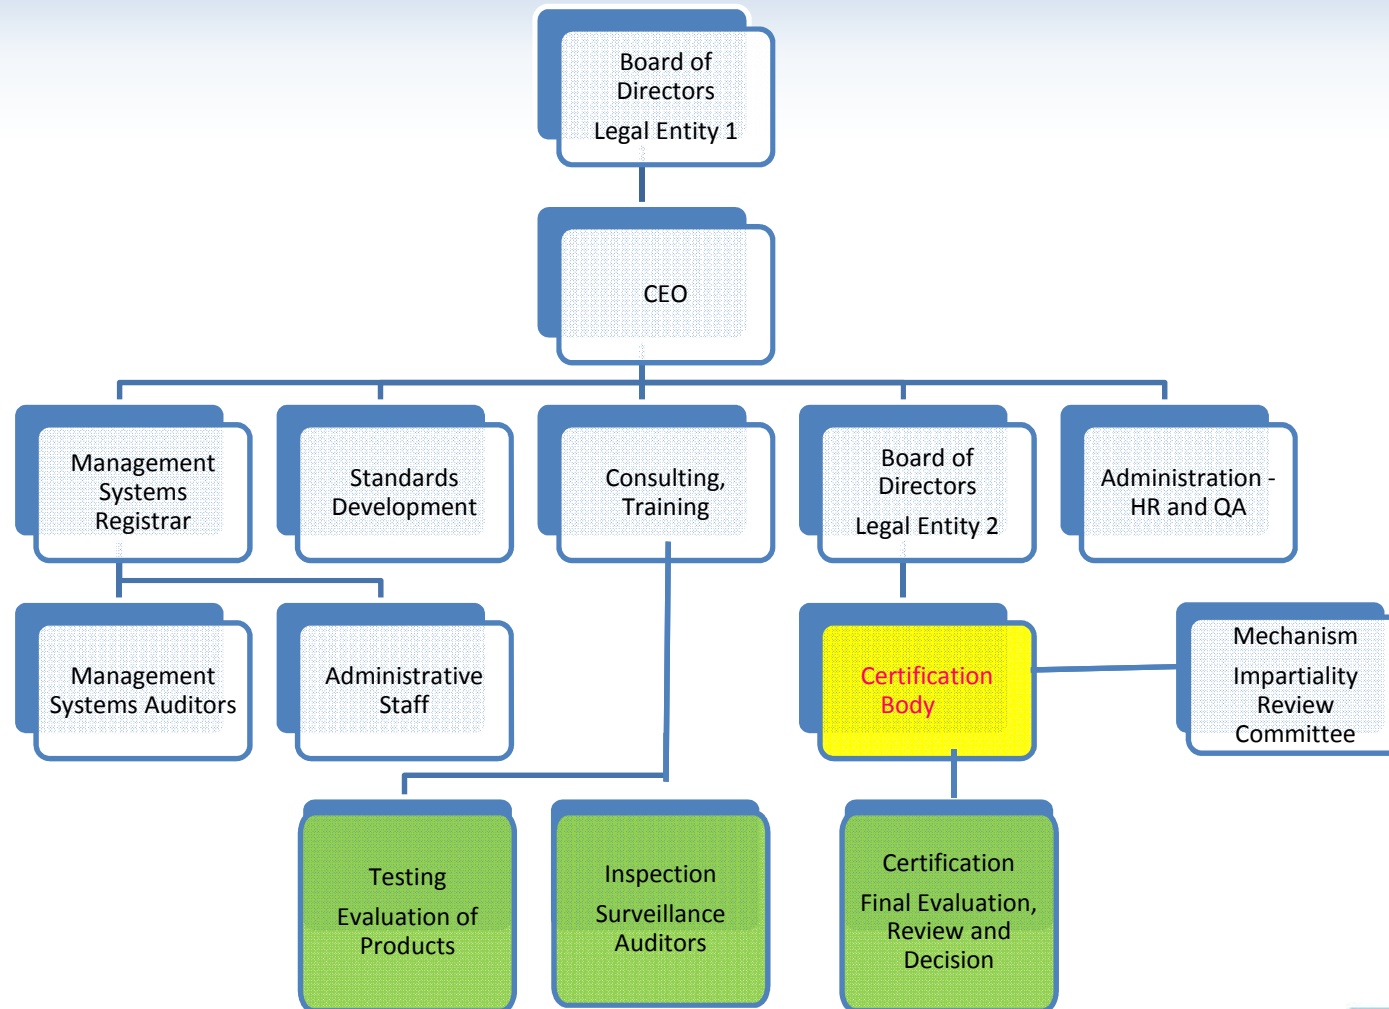 Board of
Directors
Legal Entity 1
CEO
Management
Systems
Registrar
Standards
Development
Consulting,
Training
Board of
Directors
Legal Entity 2
Administration -
HR and QA
Management
Systems Auditors
Administrative
Staff
Certification
Body
Mechanism
Impartiality
Review
Committee
Testing
Evaluation of
Products
Inspection
Surveillance
Auditors
Certification
Final Evaluation,
Review and
Decision